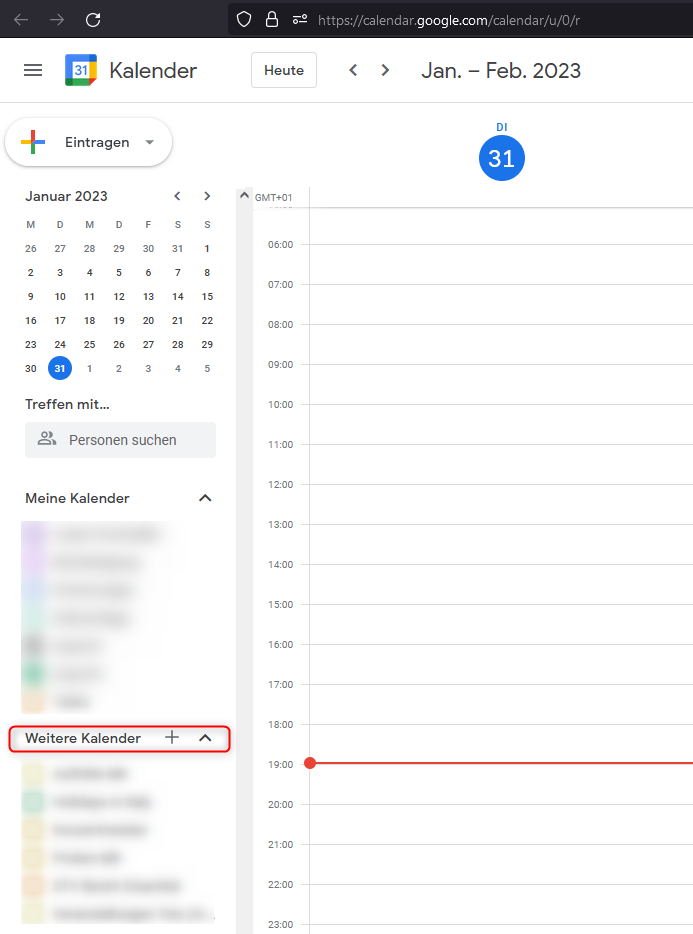 https://calendar.google.com/calendar/u/0/r
31 Kalender Heute Jan. – Feb. 2023
Eintragen
DI
31
Januar 2023
GMT+01
M D M D F S S
26 27 28 29 30 31 1
2 3 4 5 6 7 8
9 10 11 12 13 14 15
16 17 18 19 20 21 22
23 24 25 26 27 28 29
30 31 1 2 3 4 5
Treffen mit…
Personen suchen
Meine Kalender
Weitere Kalender
06:00
07:00
08:00
09:00
10:00
11:00
12:00
13:00
14:00
15:00
16:00
17:00
18:00
19:00
20:00
21:00
22:00
23:00